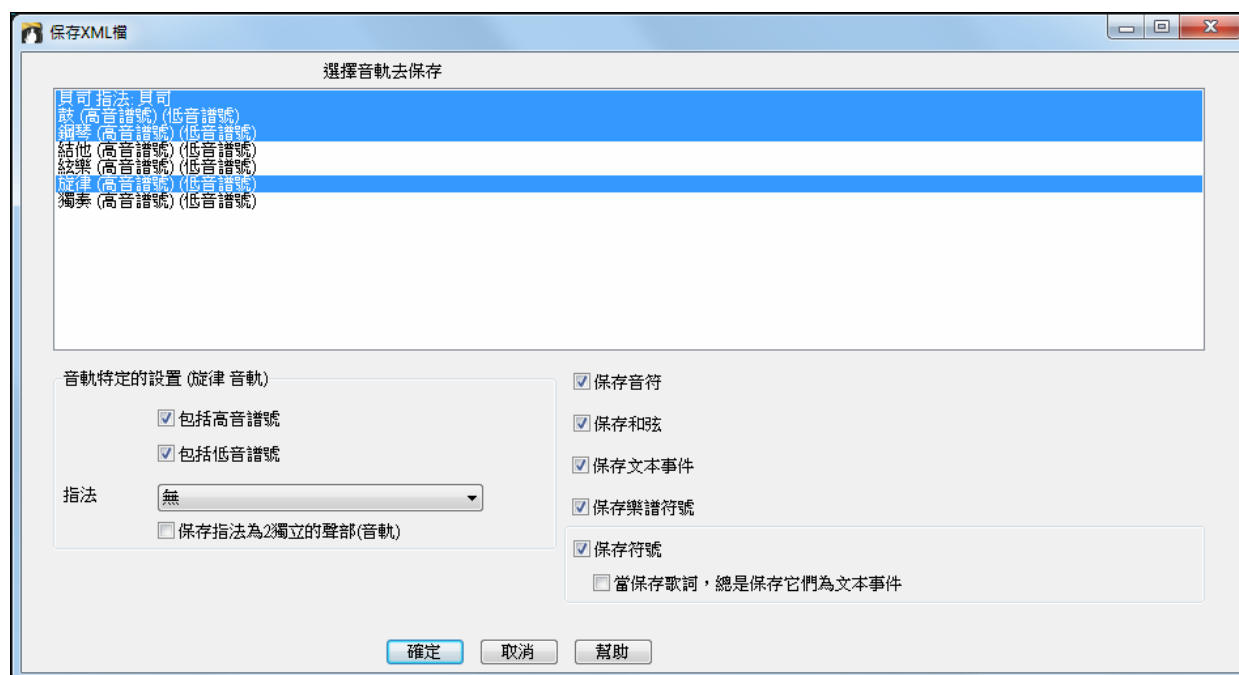 保存XML檔
選擇音軌去保存
貝司 指法: 貝司
鼓 (高音譜號) (低音譜號)
鋼琴 (高音譜號) (低音譜號)
結他 (高音譜號) (低音譜號)
絃樂 (高音譜號) (低音譜號)
旋律 (高音譜號) (低音譜號)
獨奏 (高音譜號) (低音譜號)
音軌特定的設置 (旋律 音軌)
包括高音譜號
包括低音譜號
指法
無
保存指法為2獨立的聲部(音軌)
保存音符
保存和弦
保存文本事件
保存樂譜符號
保存符號
當保存歌詞，總是保存它們為文本事件
確定
取消
幫助